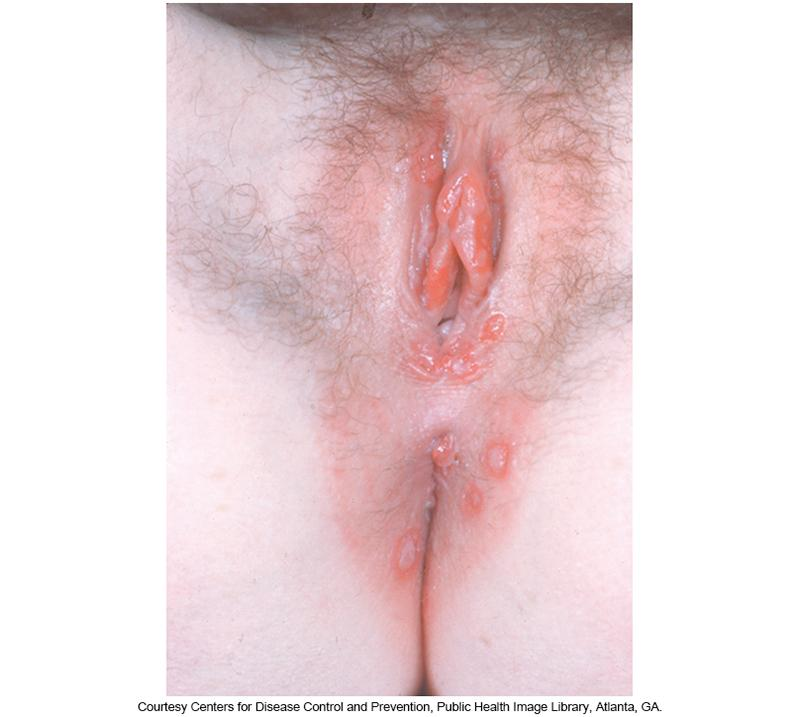 Courtesy Centers for Disease Control and Prevention, Public Health Image Library, Atlanta, GA.